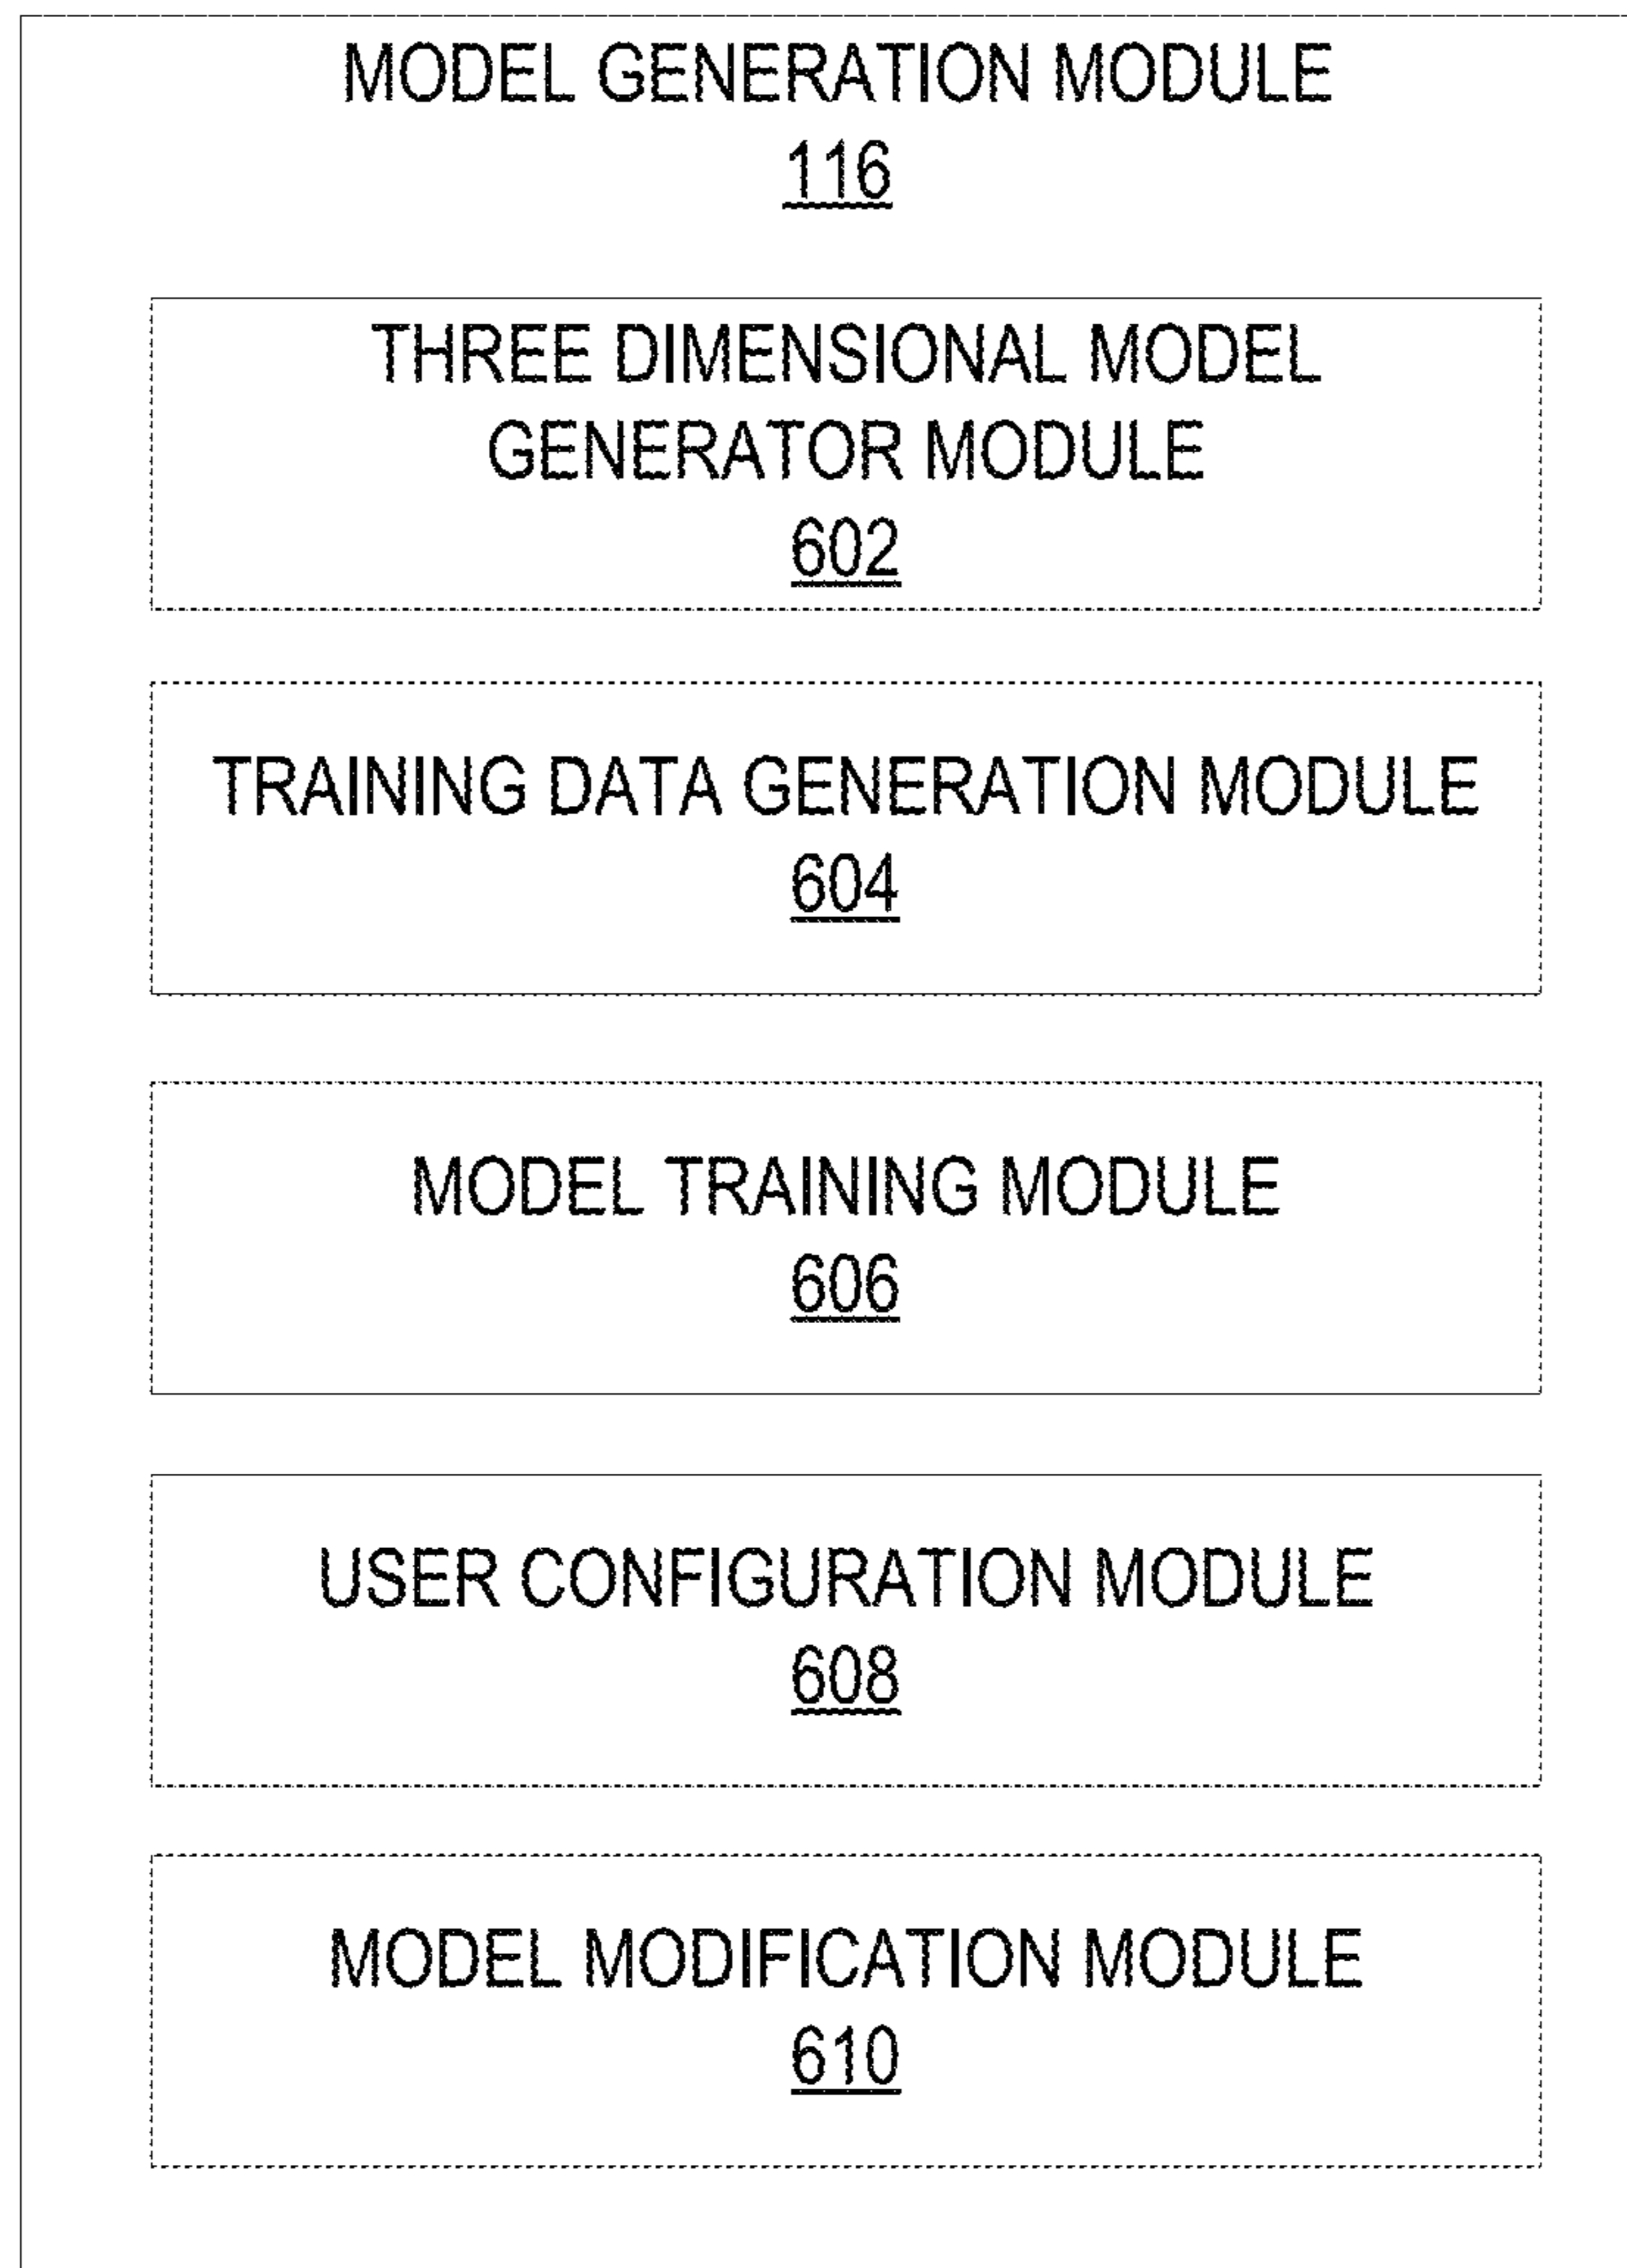 MODEL GENERATION MODULE
116
THREE DIMENSIONAL MODEL
GENERATOR MODULE
602
TRAINING DATA GENERATION MODULE
604
MODEL TRAINING MODULE
606
USER CONFIGURATION MODULE
608
MODEL MODIFICATION MODULE
610